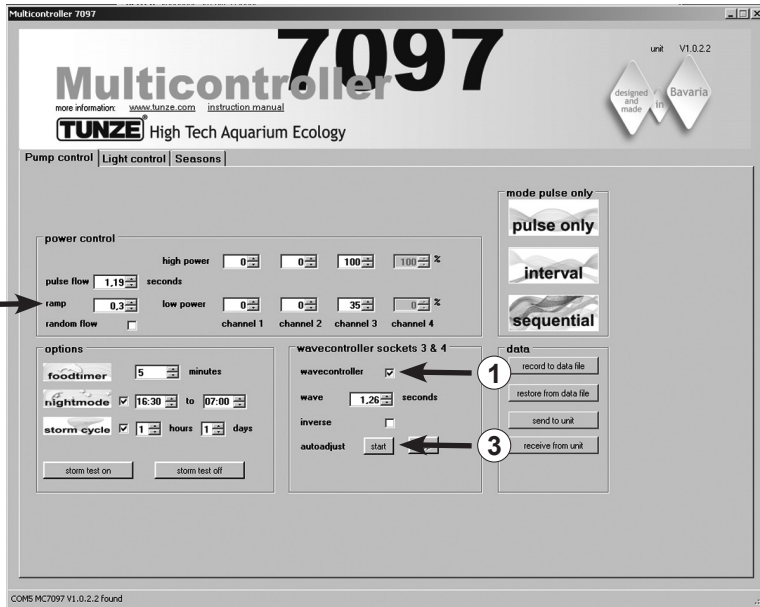 Multicontroller 7097
7097
unit V1.0.2.2
Multicontroller
more information: www.tunze.com instruction manual
TUNZE High Tech Aquarium Ecology
designed and made in Bavaria
Pump control Light control Seasons
mode pulse only
pulse only
interval
sequential
power control
high power 0 0 100 100 %
pulse flow 1,19 seconds
ramp 0,3 low power 0 0 35 0 %
random flow channel 1 channel 2 channel 3 channel 4
options
foodtimer 5 minutes
nightmode 16:30 to 07:00
storm cycle 1 hours 1 days
storm test on storm test off
wavecontroller sockets 3 & 4
wavecontroller 1
wave 1,26 seconds
inverse
autoadjust start 3
data
record to data file
restore from data file
send to unit
receive from unit
COM5 MC7097 V1.0.2.2 found